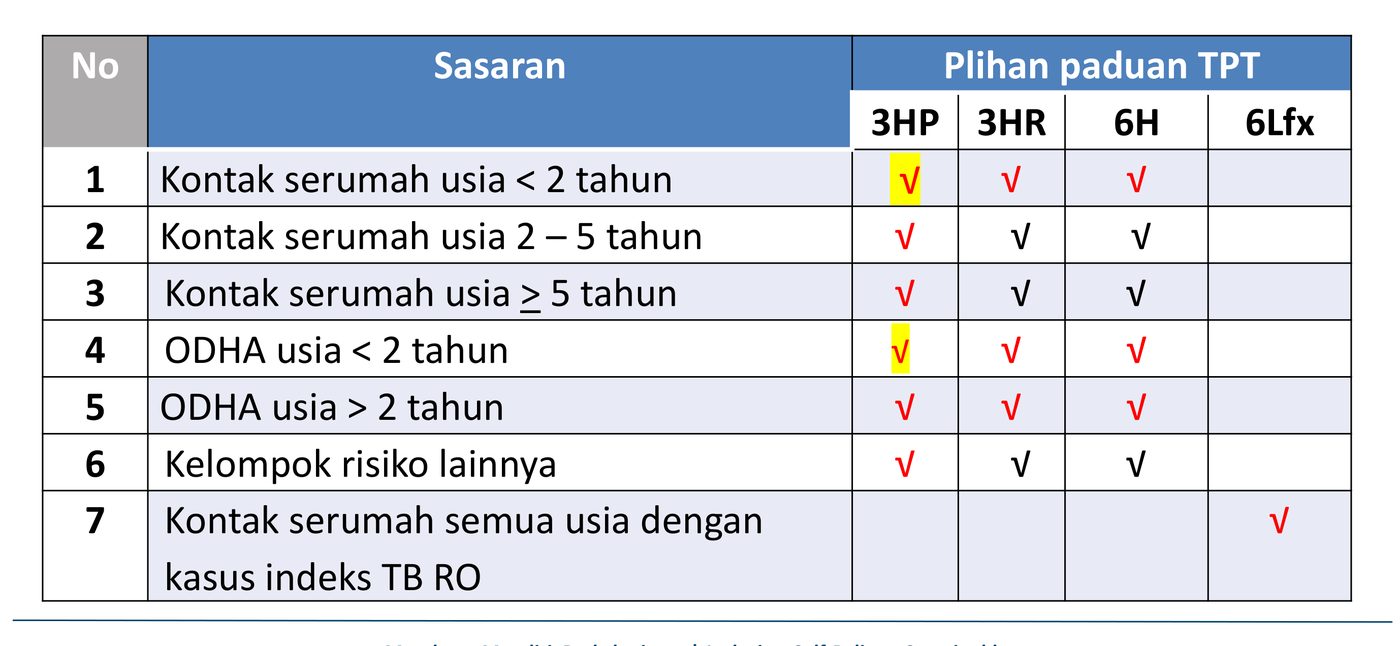 No Sasaran Plihan paduan TPT
3HP 3HR 6H 6Lfx
1 Kontak serumah usia < 2 tahun √ √ √
2 Kontak serumah usia 2 – 5 tahun √ √ √
3 Kontak serumah usia > 5 tahun √ √ √
4 ODHA usia < 2 tahun √ √ √
5 ODHA usia > 2 tahun √ √ √
6 Kelompok risiko lainnya √ √ √
7 Kontak serumah semua usia dengan √
kasus indeks TB RO